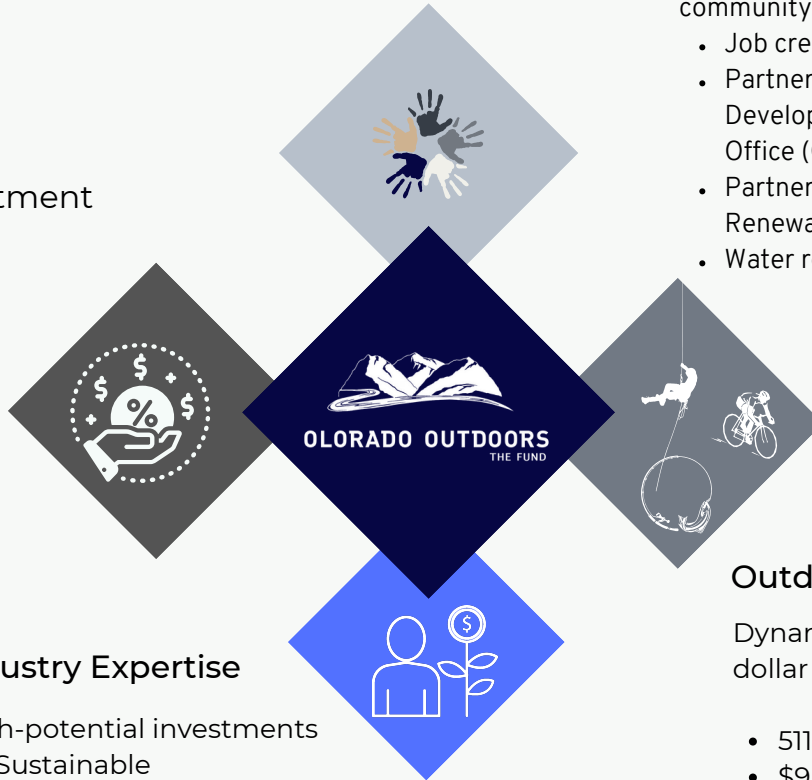 community
• Job cre
• Partner
Develop
Office (
• Partner
Renewa
• Water r
tment
$ $ $ %
OLORADO OUTDOORS
THE FUND
$
Outd
Dynar
dollar
• 511
• $9
ustry Expertise
h-potential investments
Sustainable